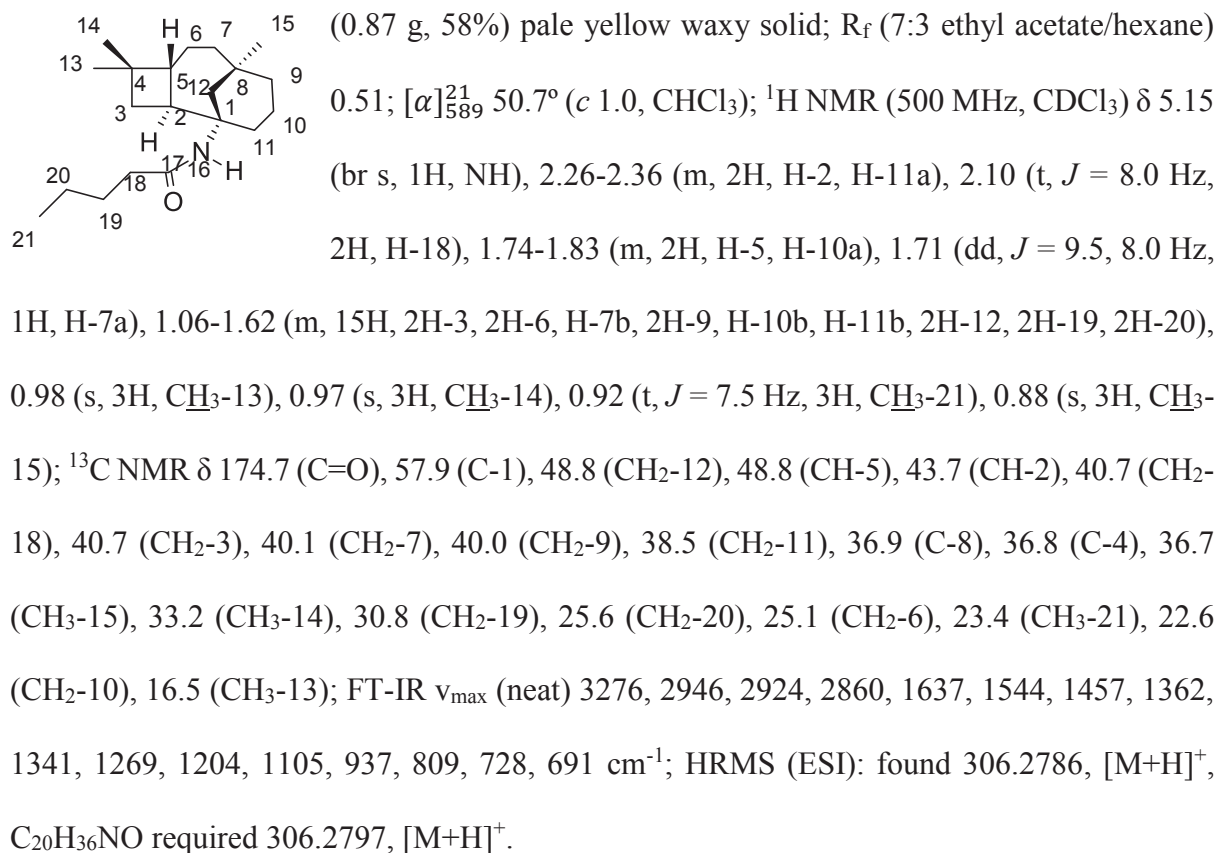 14 H 6 7 15
13 4 5 12 8 9
3 2 1 10
H N 11
20 17 16 H
18 O
19
21
(0.87 g, 58%) pale yellow waxy solid; R_f (7:3 ethyl acetate/hexane)
0.51; [α]²¹₅₈₉ 50.7º (c 1.0, CHCl₃); ¹H NMR (500 MHz, CDCl₃) δ 5.15
(br s, 1H, NH), 2.26-2.36 (m, 2H, H-2, H-11a), 2.10 (t, J = 8.0 Hz,
2H, H-18), 1.74-1.83 (m, 2H, H-5, H-10a), 1.71 (dd, J = 9.5, 8.0 Hz,
1H, H-7a), 1.06-1.62 (m, 15H, 2H-3, 2H-6, H-7b, 2H-9, H-10b, H-11b, 2H-12, 2H-19, 2H-20),
0.98 (s, 3H, CH₃-13), 0.97 (s, 3H, CH₃-14), 0.92 (t, J = 7.5 Hz, 3H, CH₃-21), 0.88 (s, 3H, CH₃-
15); ¹³C NMR δ 174.7 (C=O), 57.9 (C-1), 48.8 (CH₂-12), 48.8 (CH-5), 43.7 (CH-2), 40.7 (CH₂-
18), 40.7 (CH₂-3), 40.1 (CH₂-7), 40.0 (CH₂-9), 38.5 (CH₂-11), 36.9 (C-8), 36.8 (C-4), 36.7
(CH₃-15), 33.2 (CH₃-14), 30.8 (CH₂-19), 25.6 (CH₂-20), 25.1 (CH₂-6), 23.4 (CH₃-21), 22.6
(CH₂-10), 16.5 (CH₃-13); FT-IR v_max (neat) 3276, 2946, 2924, 2860, 1637, 1544, 1457, 1362,
1341, 1269, 1204, 1105, 937, 809, 728, 691 cm⁻¹; HRMS (ESI): found 306.2786, [M+H]⁺,
C₂₀H₃₆NO required 306.2797, [M+H]⁺.